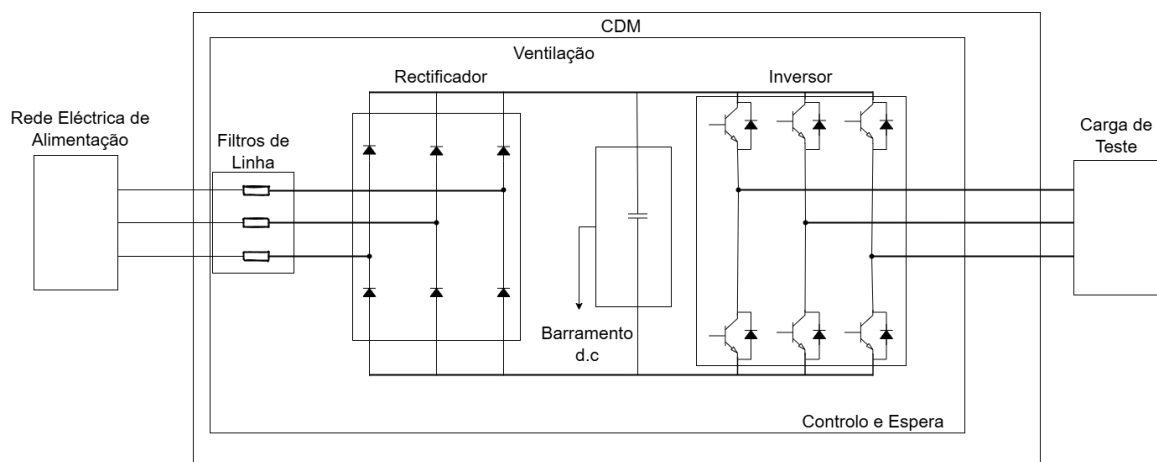 CDM
Ventilação
Rectificador
Inversor
Rede Eléctrica de
Alimentação
Filtros de
Linha
Carga de
Teste
Barramento
d.c
Controlo e Espera